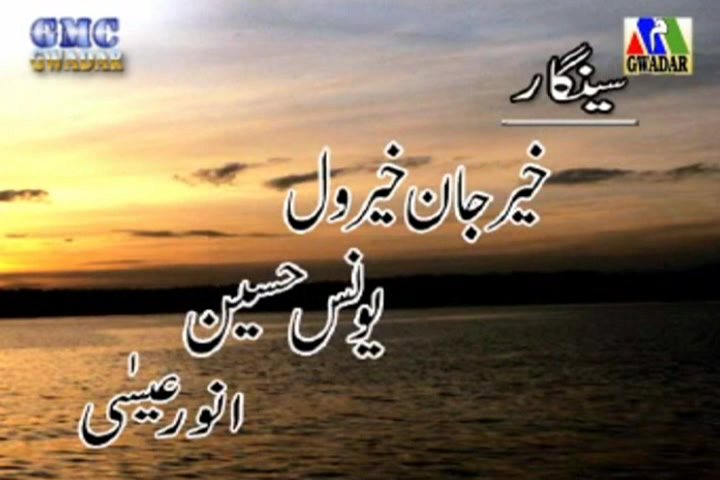 GMC
GWADAR
GWADAR
سینگار
خیرجان خیرول
یونس حسین
انور عیسیٰ